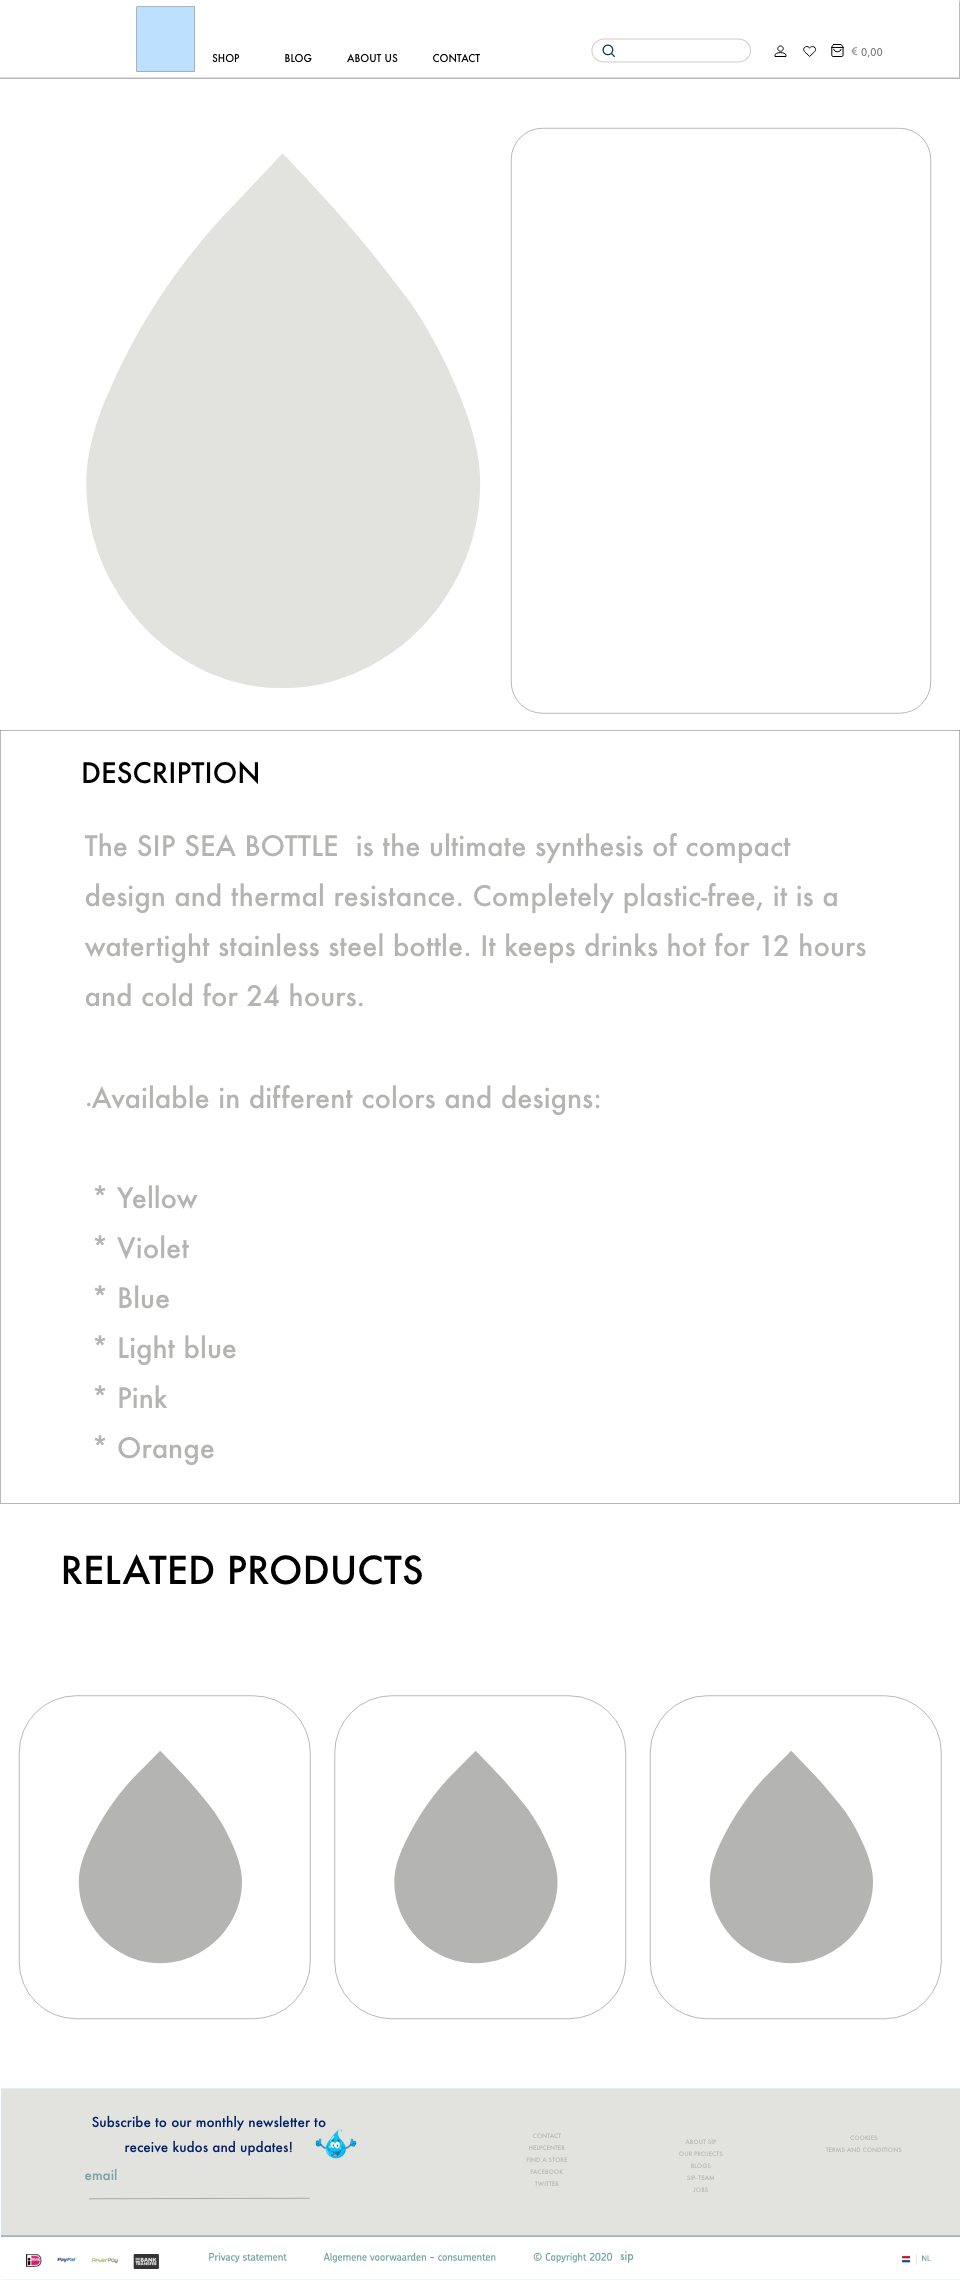 SHOP BLOG ABOUT US CONTACT € 0,00
DESCRIPTION
The SIP SEA BOTTLE  is the ultimate synthesis of compact
design and thermal resistance. Completely plastic-free, it is a
watertight stainless steel bottle. It keeps drinks hot for 12 hours
and cold for 24 hours.
.Available in different colors and designs:
* Yellow
* Violet
* Blue
* Light blue
* Pink
* Orange
RELATED PRODUCTS
Subscribe to our monthly newsletter to
receive kudos and updates!
email
CONTACT
HELPCENTER
FIND A STORE
FACEBOOK
TWITTER
ABOUT SIP
OUR PROJECTS
BLOGS
SIP TEAM
JOBS
COOKIES
TERMS AND CONDITIONS
PayPal AfterPay BANK TRANSFER Privacy statement Algemene voorwaarden - consumenten © Copyright 2020 sip NL